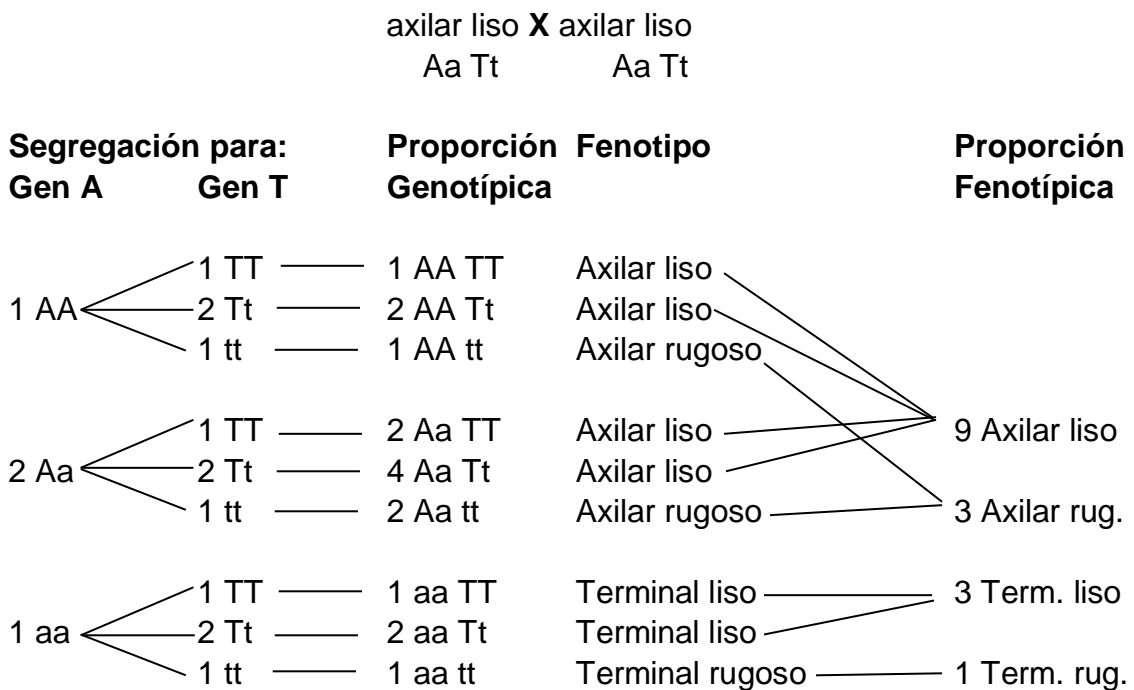 axilar liso X axilar liso
Aa Tt Aa Tt
Segregación para: Proporción Fenotipo Proporción
Gen A Gen T Genotípica Fenotípica
1 TT 1 AA TT Axilar liso
1 AA 2 Tt 2 AA Tt Axilar liso
1 tt 1 AA tt Axilar rugoso
1 TT 2 Aa TT Axilar liso 9 Axilar liso
2 Aa 2 Tt 4 Aa Tt Axilar liso
1 tt 2 Aa tt Axilar rugoso 3 Axilar rug.
1 TT 1 aa TT Terminal liso 3 Term. liso
1 aa 2 Tt 2 aa Tt Terminal liso
1 tt 1 aa tt Terminal rugoso 1 Term. rug.